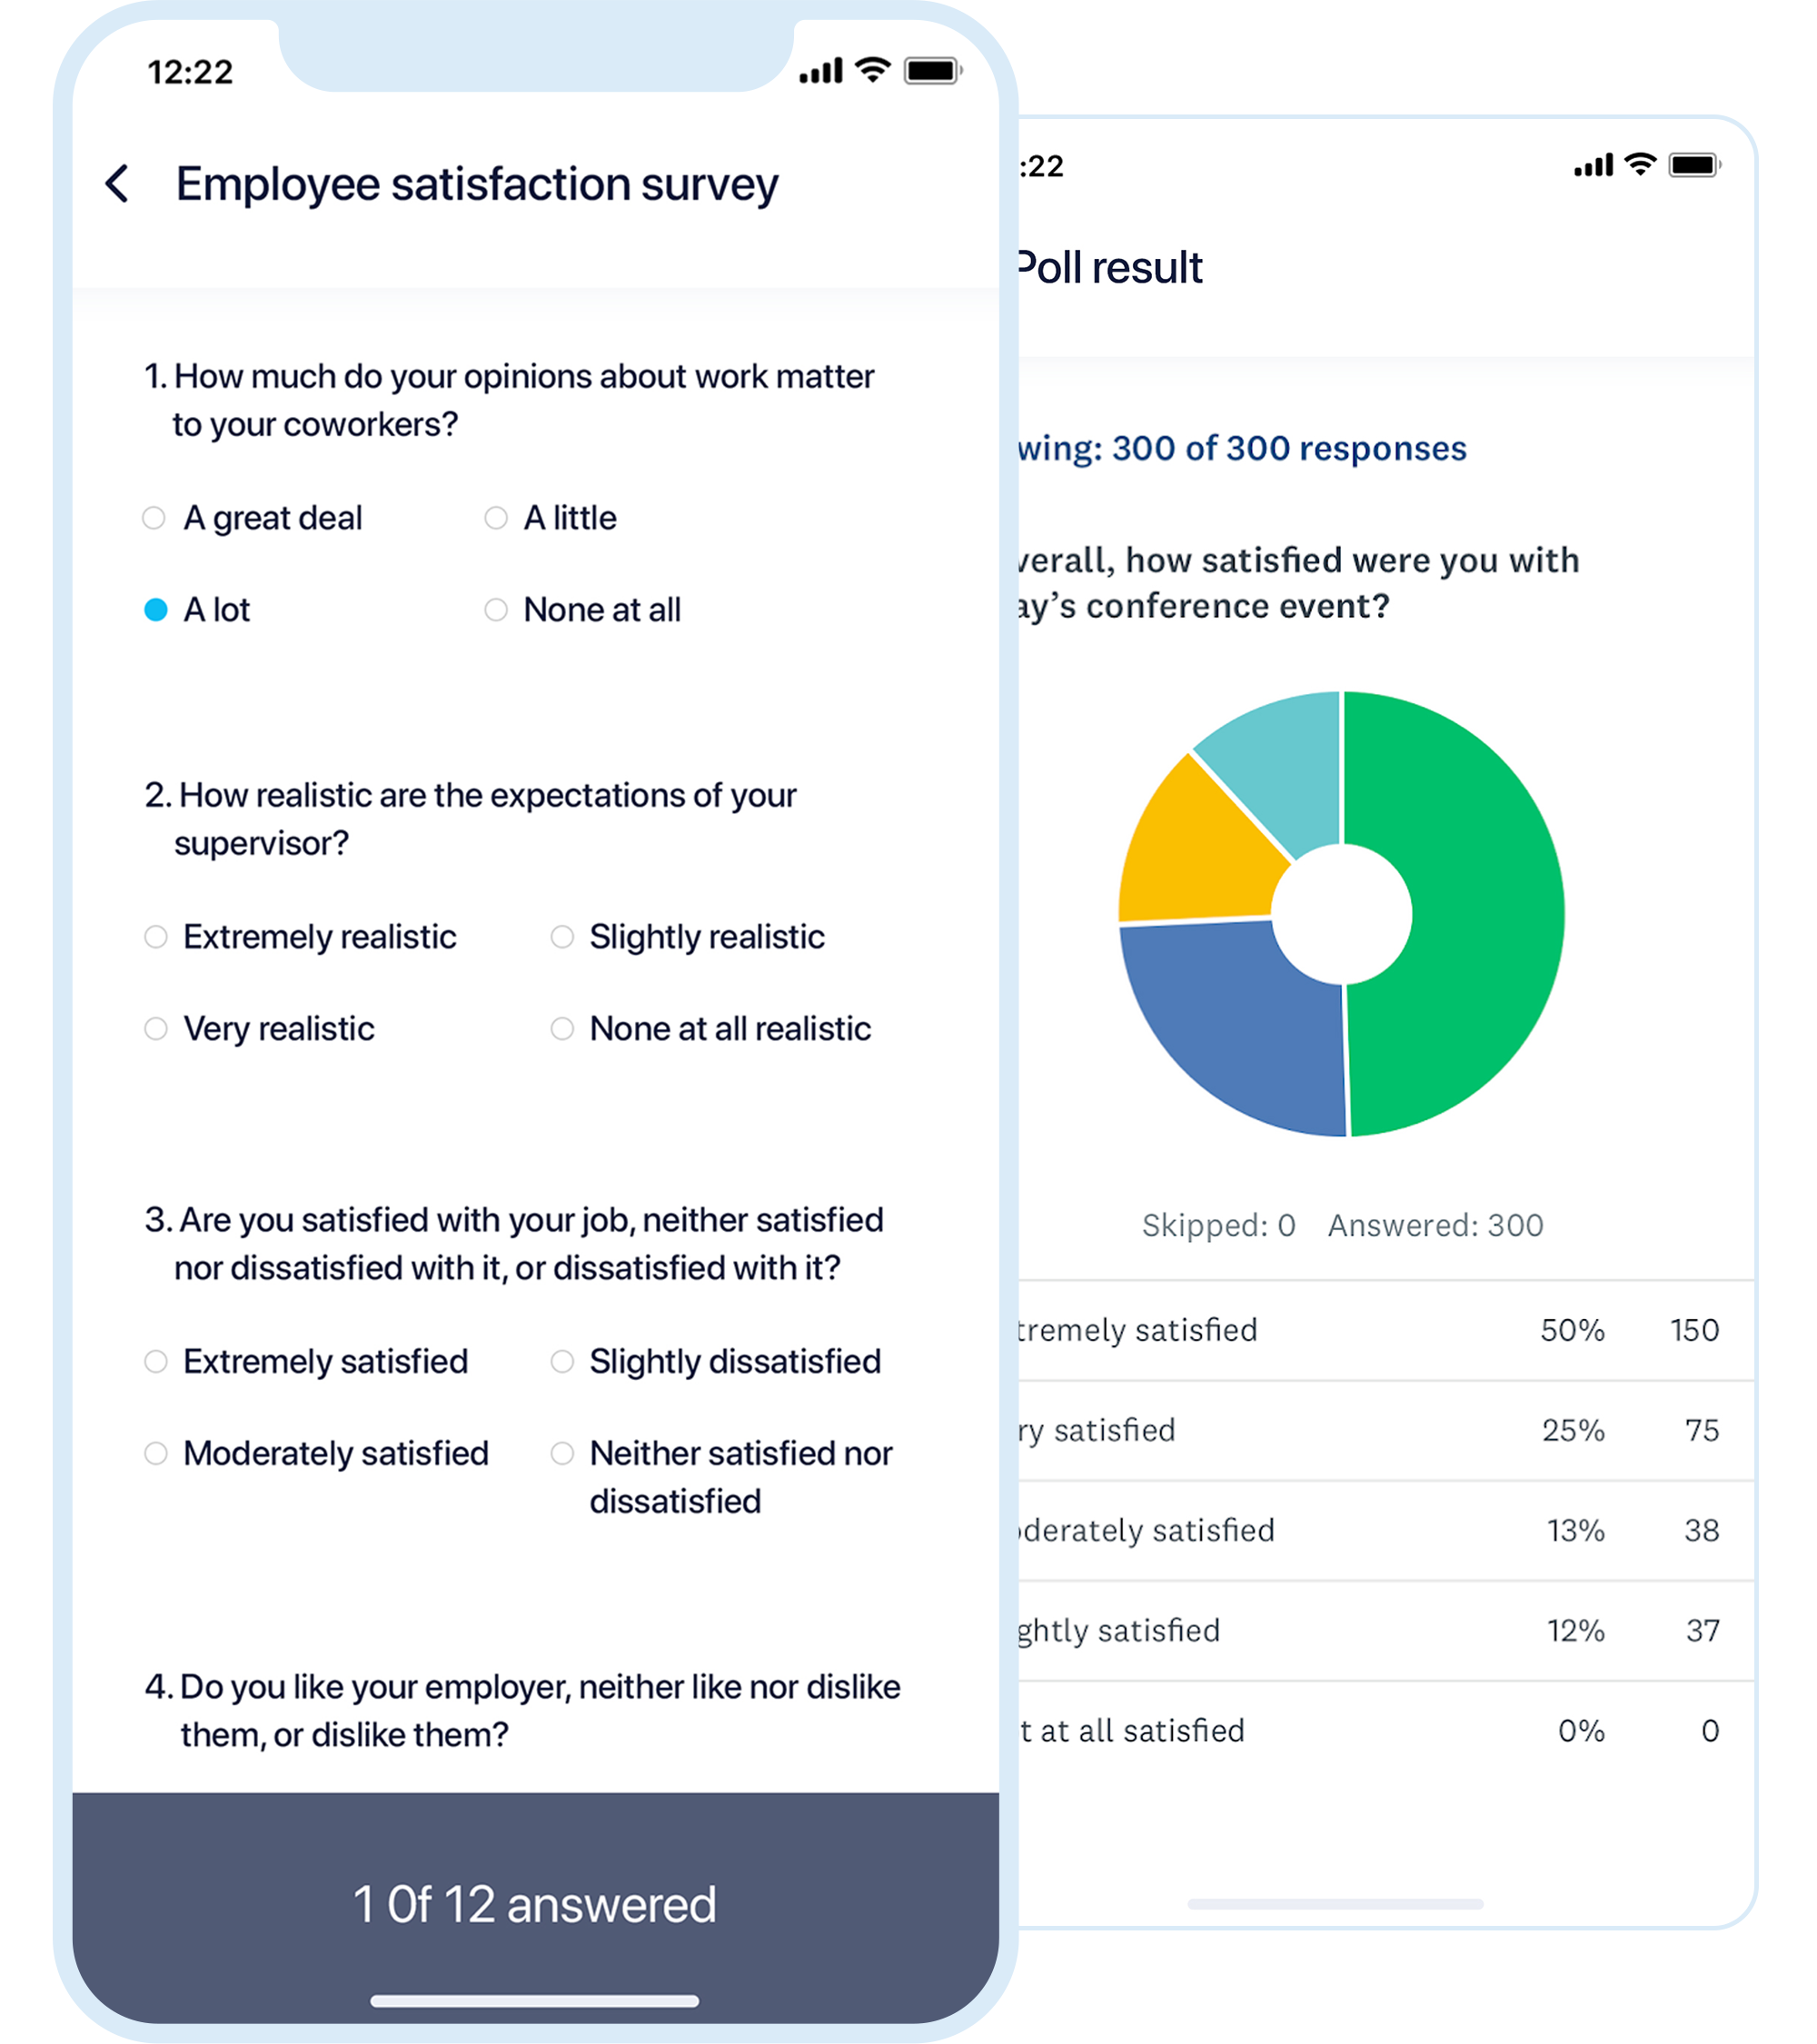 12:22
Employee satisfaction survey
1. How much do your opinions about work matter
to your coworkers?
A great deal
A little
A lot
None at all
2. How realistic are the expectations of your
supervisor?
Extremely realistic
Slightly realistic
Very realistic
None at all realistic
3. Are you satisfied with your job, neither satisfied
nor dissatisfied with it, or dissatisfied with it?
Extremely satisfied
Slightly dissatisfied
Moderately satisfied
Neither satisfied nor
dissatisfied
4. Do you like your employer, neither like nor dislike
them, or dislike them?
1 Of 12 answered
:22
Poll result
wing: 300 of 300 responses
verall, how satisfied were you with
ay's conference event?
Skipped: 0 Answered: 300
tremely satisfied 50% 150
ry satisfied 25% 75
oderately satisfied 13% 38
ghtly satisfied 12% 37
t at all satisfied 0% 0